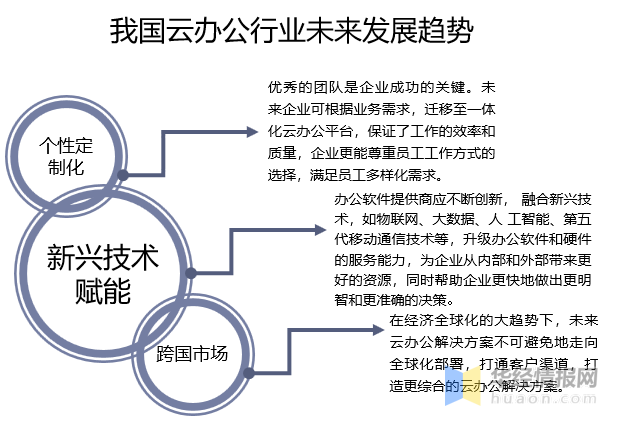 我国云办公行业未来发展趋势
个性定
制化
优秀的团队是企业成功的关键。未
来企业可根据业务需求，迁移至一体
化云办公平台，保证了工作的效率和
质量，企业更能尊重员工工作方式的
选择，满足员工多样化需求。
新兴技术
赋能
办公软件提供商应不断创新， 融合新兴技
术，如物联网、大数据、人 工智能、第五
代移动通信技术等，升级办公软件和硬件
的服务能力，为企业从内部和外部带来更
好的资源，同时帮助企业更快地做出更明
智和更准确的决策。
跨国市场
在经济全球化的大趋势下，未来
云办公解决方案不可避免地走向
全球化部署，打通客户渠道，打
造更综合的云办公解决方案。
华经情报网
huaon.com